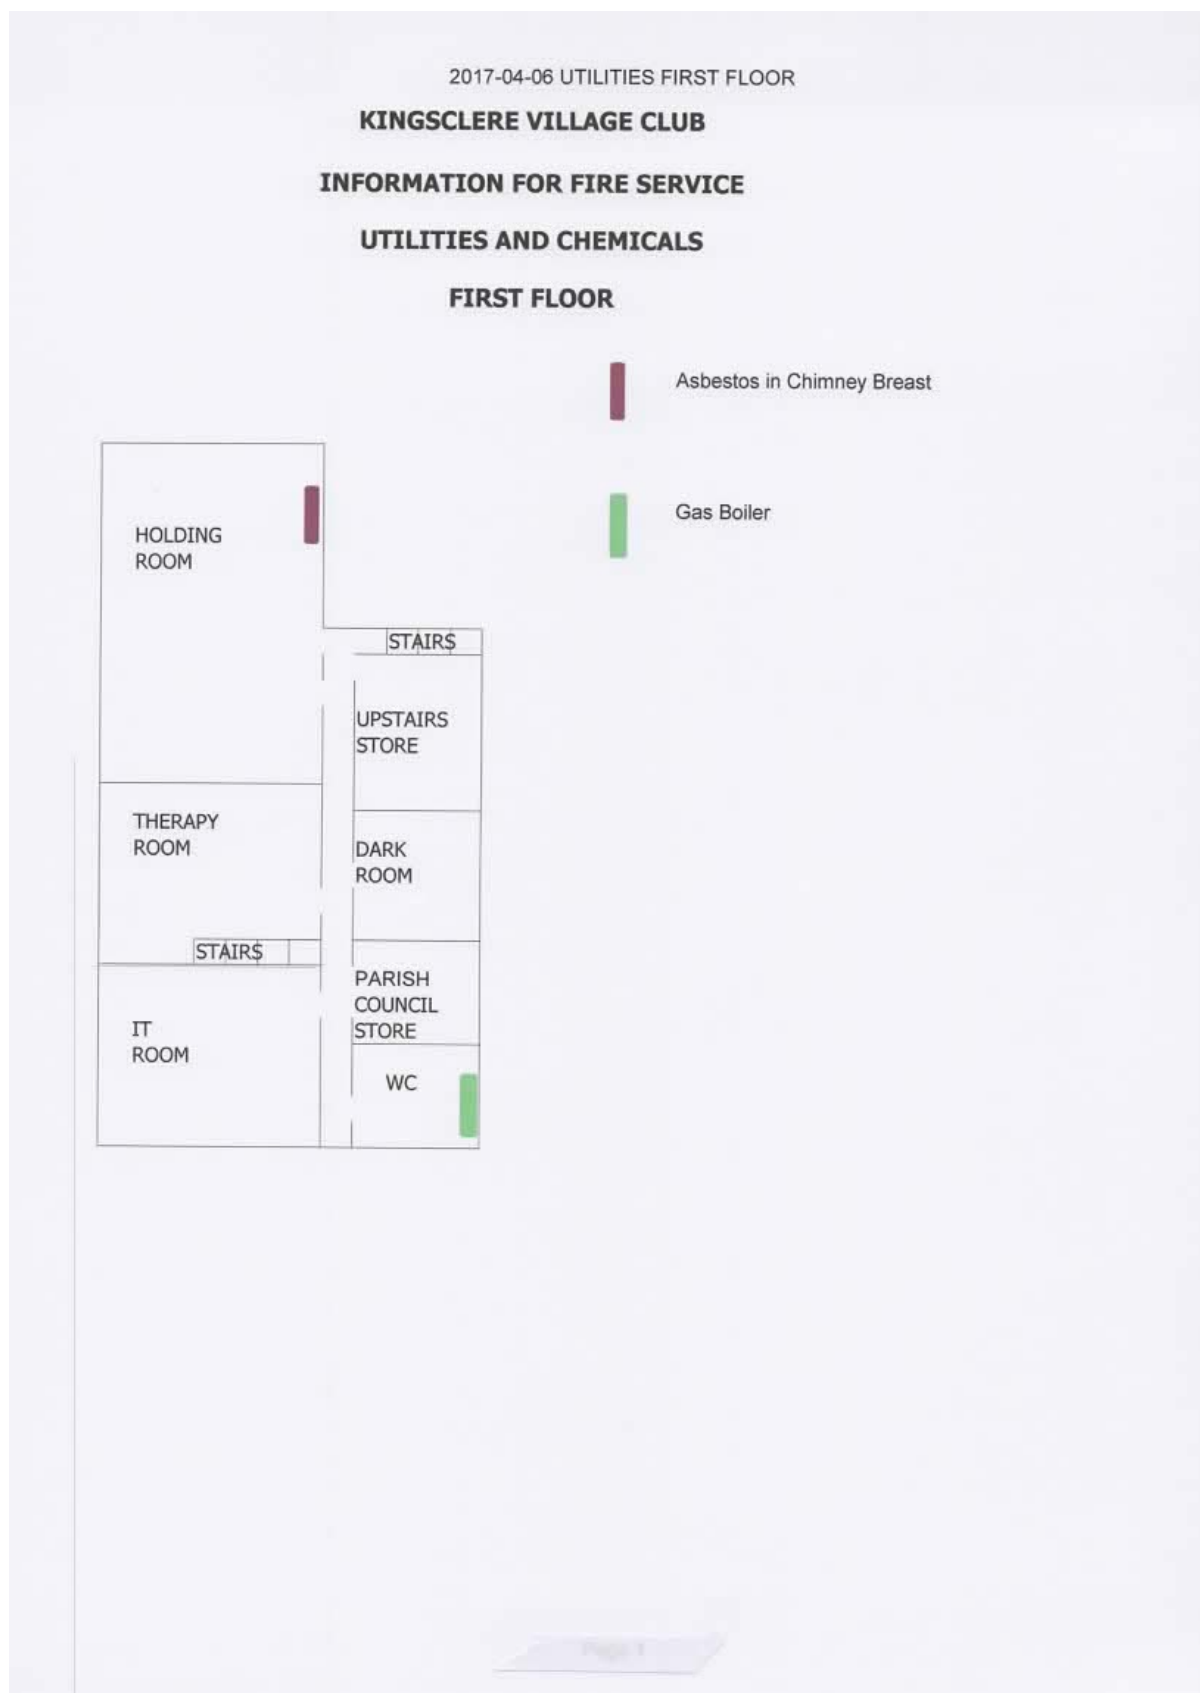 2017-04-06 UTILITIES FIRST FLOOR
KINGSCLERE VILLAGE CLUB
INFORMATION FOR FIRE SERVICE
UTILITIES AND CHEMICALS
FIRST FLOOR
Asbestos in Chimney Breast
Gas Boiler
HOLDING
ROOM
STAIRS
UPSTAIRS
STORE
THERAPY
ROOM
DARK
ROOM
STAIRS
PARISH
COUNCIL
STORE
IT
ROOM
WC
Page 1